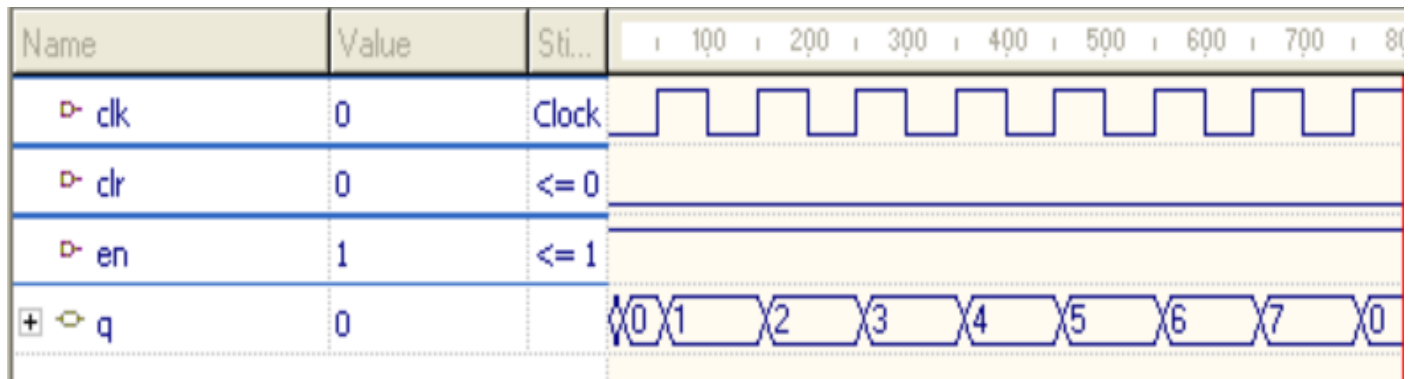 Name Value Sti... 100 200 300 400 500 600 700 80
clk 0 Clock
clr 0 <= 0
en 1 <= 1
+ q 0 0 1 2 3 4 5 6 7 0